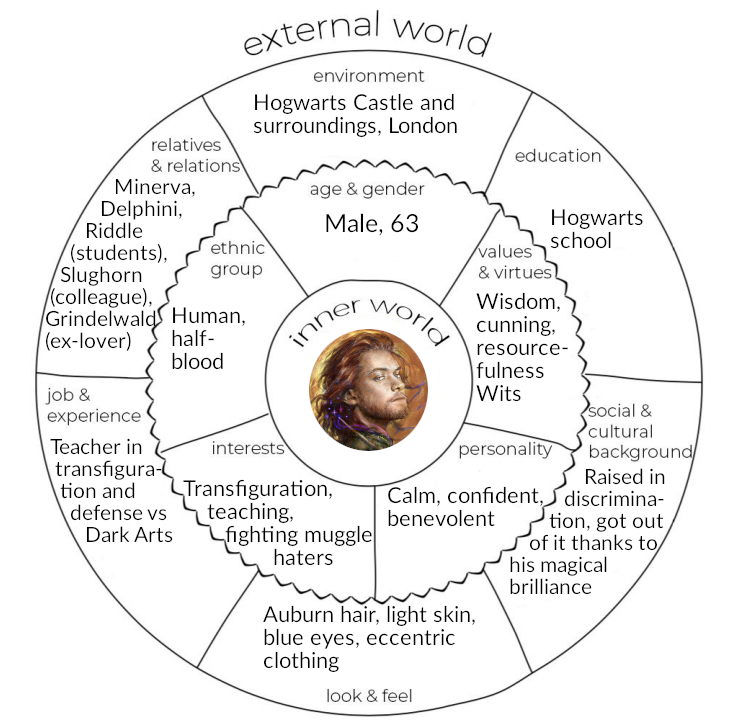 external world
environment
Hogwarts Castle and
surroundings, London
relatives
& relations
Minerva,
Delphini,
Riddle
(students),
Slughorn
(colleague),
Grindelwald
(ex-lover)
education
Hogwarts
school
age & gender
Male, 63
ethnic
group
Human,
half-
blood
values
& virtues
Wisdom,
cunning,
resource-
fulness
Wits
inner world
job &
experience
Teacher in
transfigura-
tion and
defense vs
Dark Arts
interests
Transfiguration,
teaching,
fighting muggle
haters
personality
Calm, confident,
benevolent
social &
cultural
background
Raised in
discrimina-
tion, got out
of it thanks to
his magical
brilliance
Auburn hair, light skin,
blue eyes, eccentric
clothing
look & feel